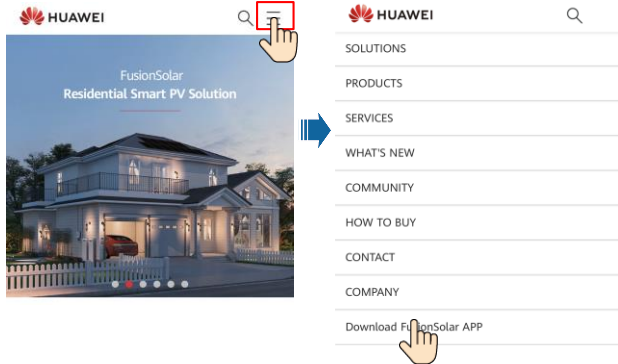 HUAWEI
FusionSolar
Residential Smart PV Solution
HUAWEI
SOLUTIONS
PRODUCTS
SERVICES
WHAT'S NEW
COMMUNITY
HOW TO BUY
CONTACT
COMPANY
Download FusionSolar APP